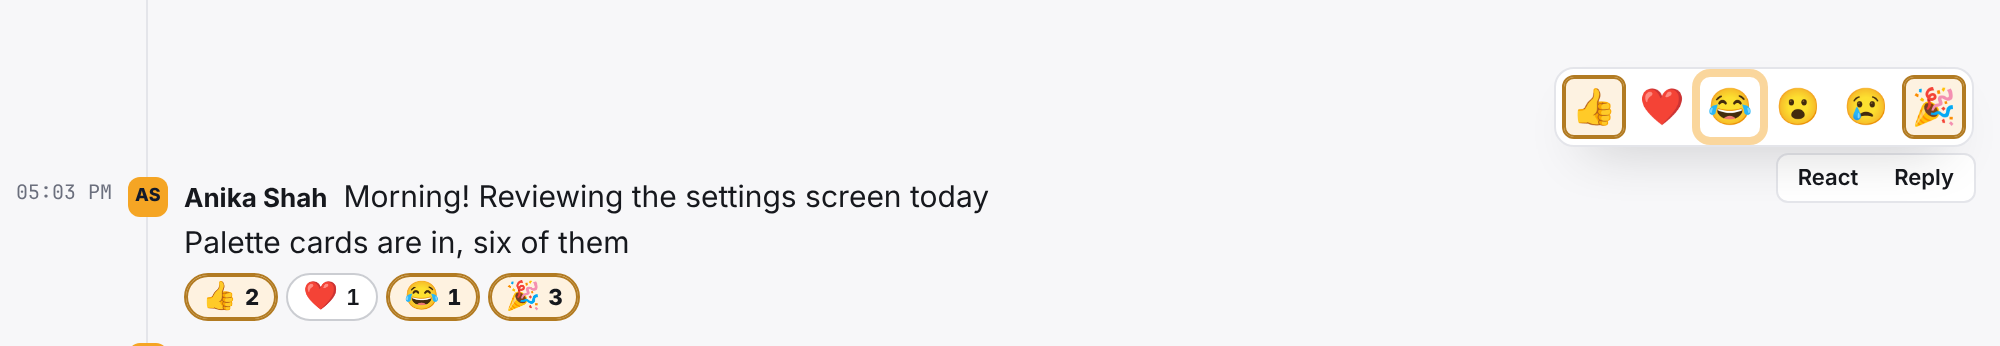 👍 ❤️ 😂 😮 😢 🎉
React Reply
05:03 PM AS Anika Shah Morning! Reviewing the settings screen today
Palette cards are in, six of them
👍 2 ❤️ 1 😂 1 🎉 3